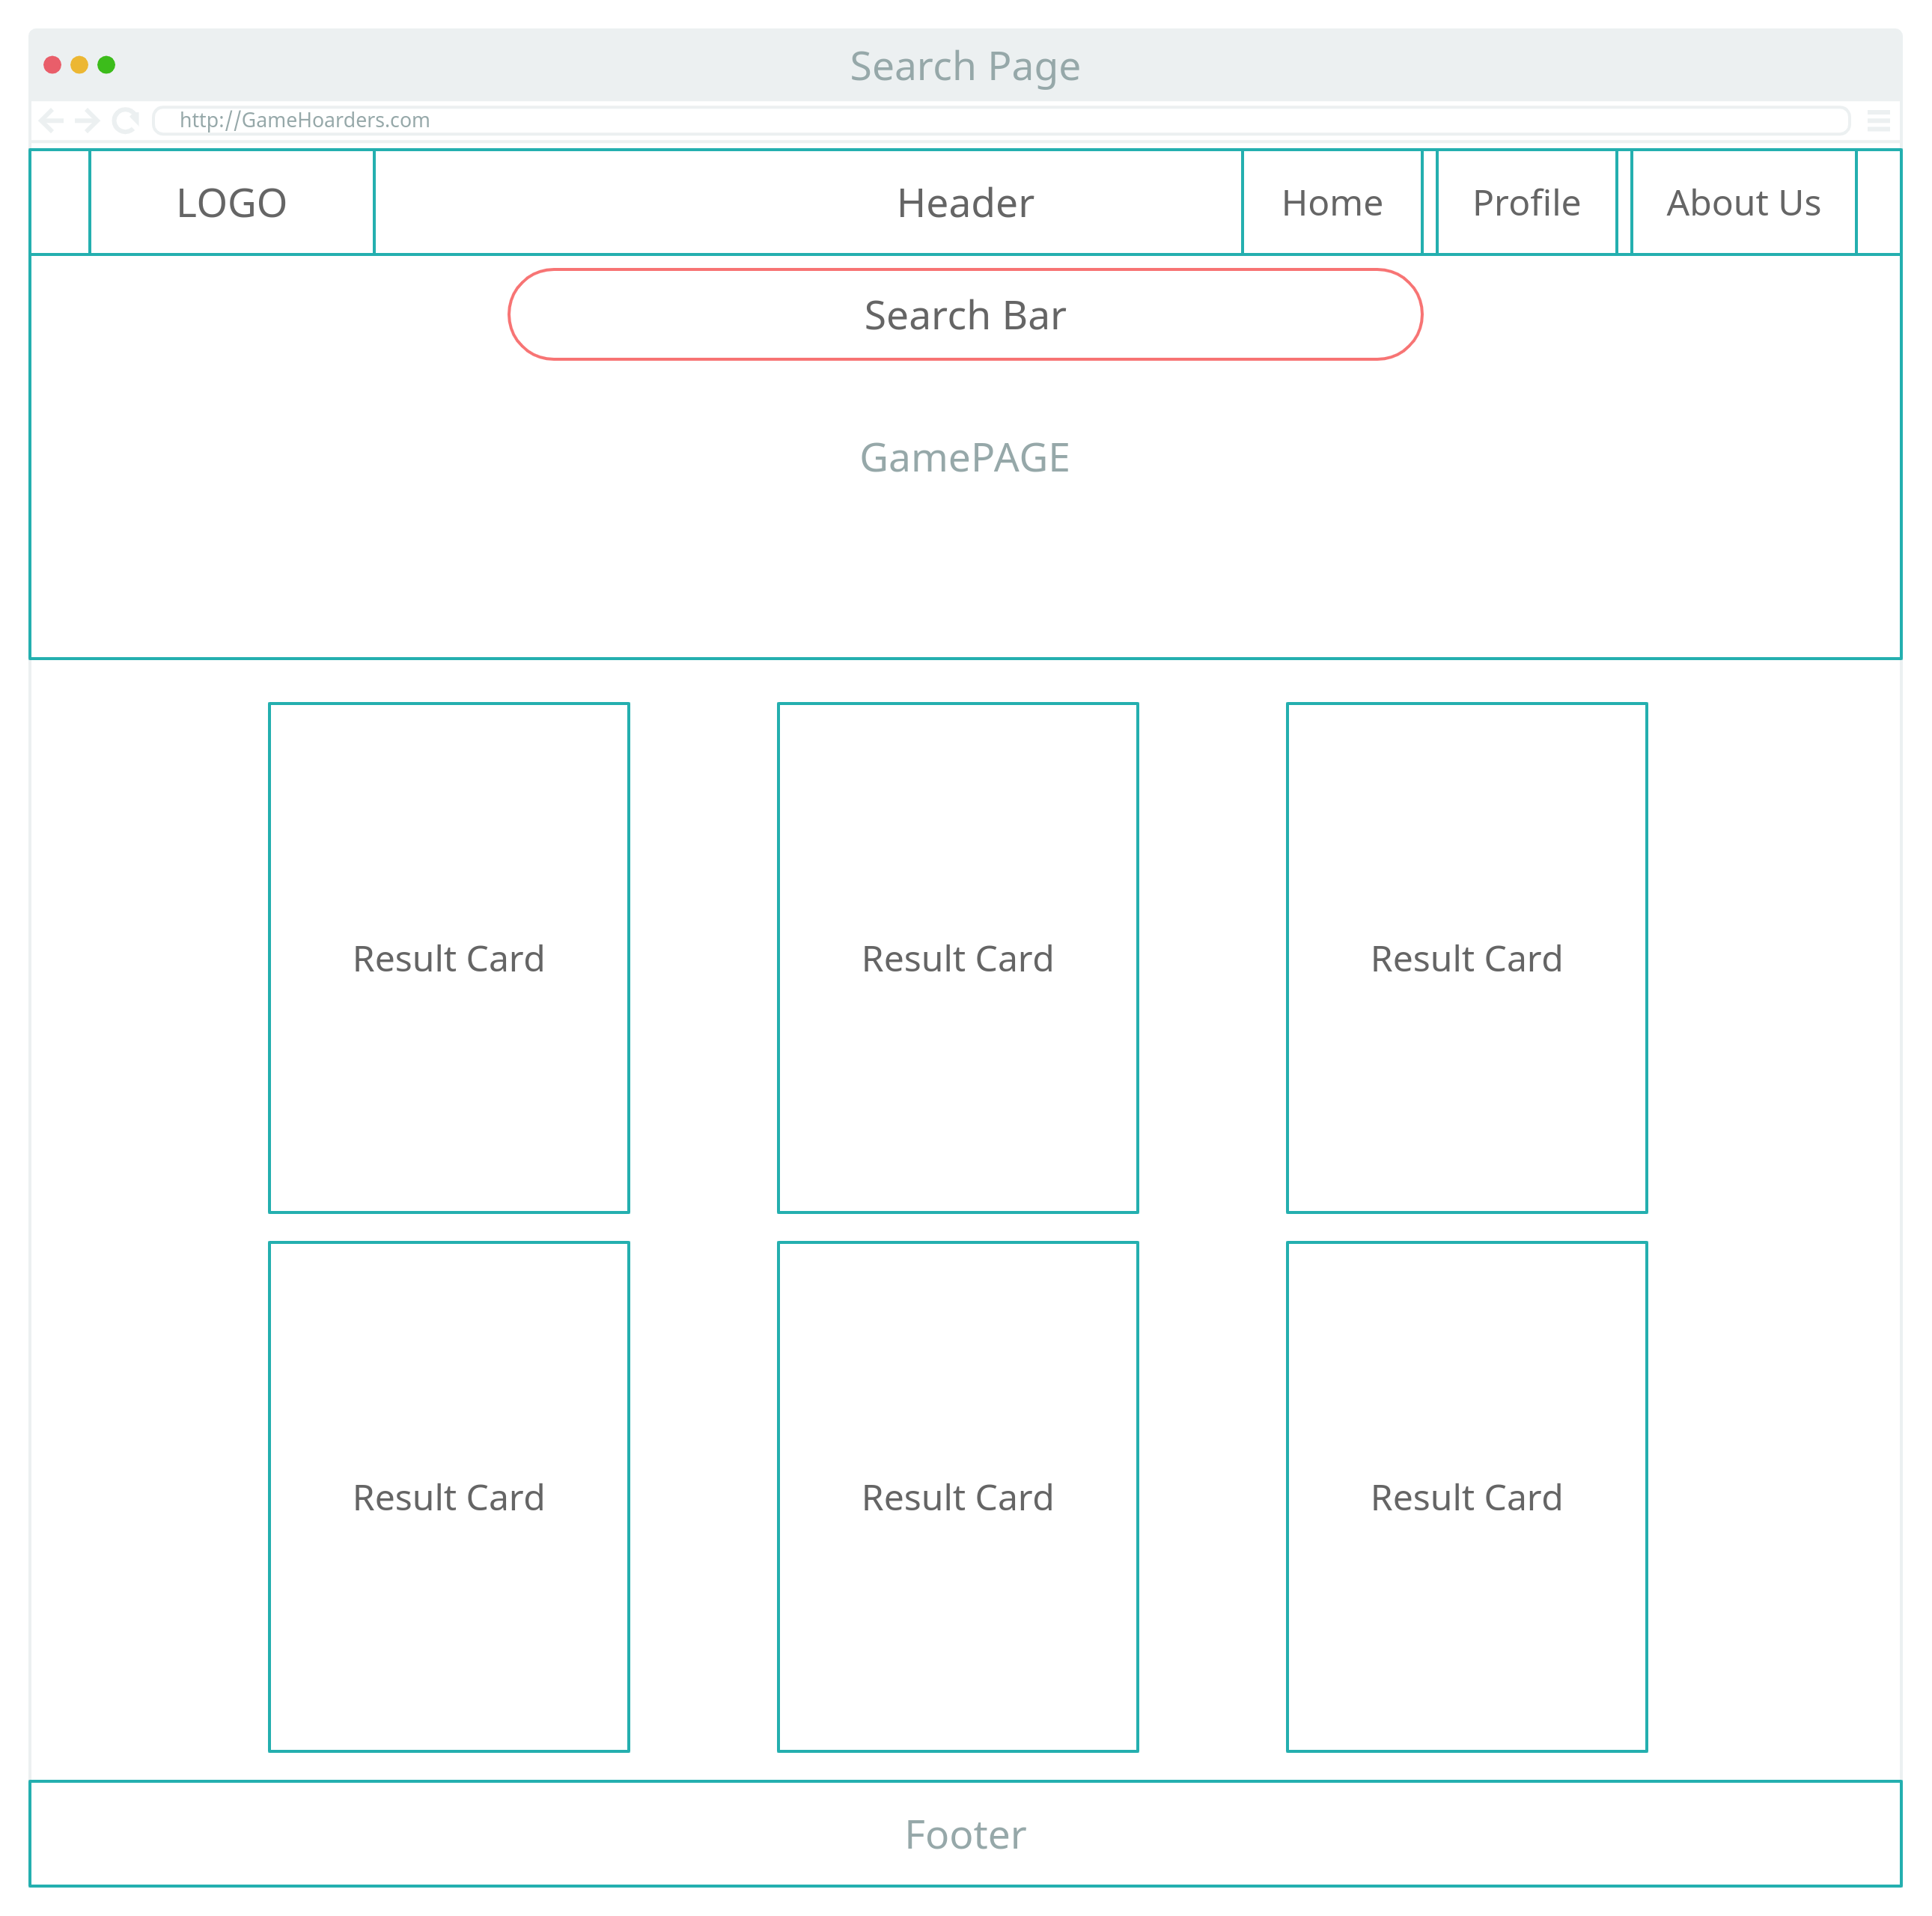 Search Page
http://GameHoarders.com
LOGO
Header
Home
Profile
About Us
Search Bar
GamePAGE
Result Card
Result Card
Result Card
Result Card
Result Card
Result Card
Footer